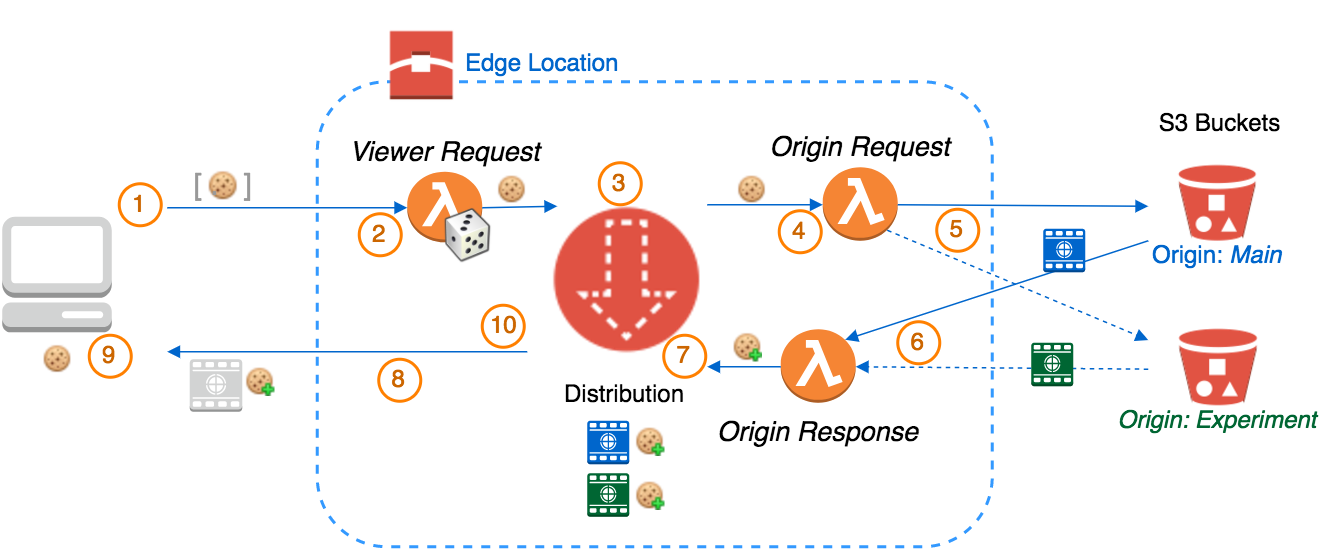 Edge Location
S3 Buckets
Viewer Request
Origin Request
[ ]
1
2
3
4
5
Origin: Main
10
6
9
7
8
Distribution
Origin Response
Origin: Experiment